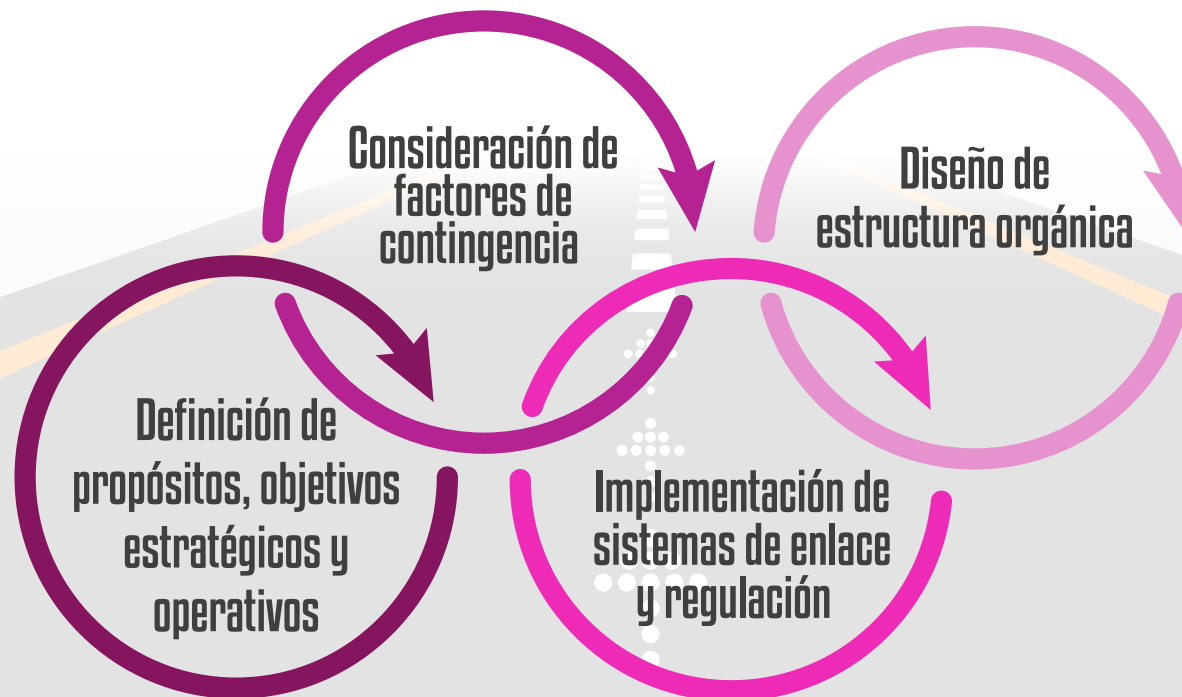 Consideración de
factores de
contingencia
Diseño de
estructura orgánica
Definición de
propósitos, objetivos
estratégicos y
operativos
Implementación de
sistemas de enlace
y regulación